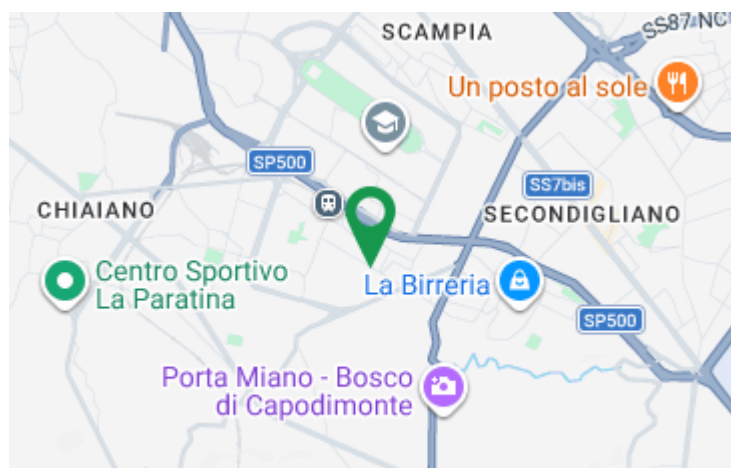 SCAMPIA
SS87 NC
Un posto al sole
SP500
SS7bis
CHIAIANO
SECONDIGLIANO
Centro Sportivo
La Paratina
La Birreria
SP500
Porta Miano - Bosco
di Capodimonte